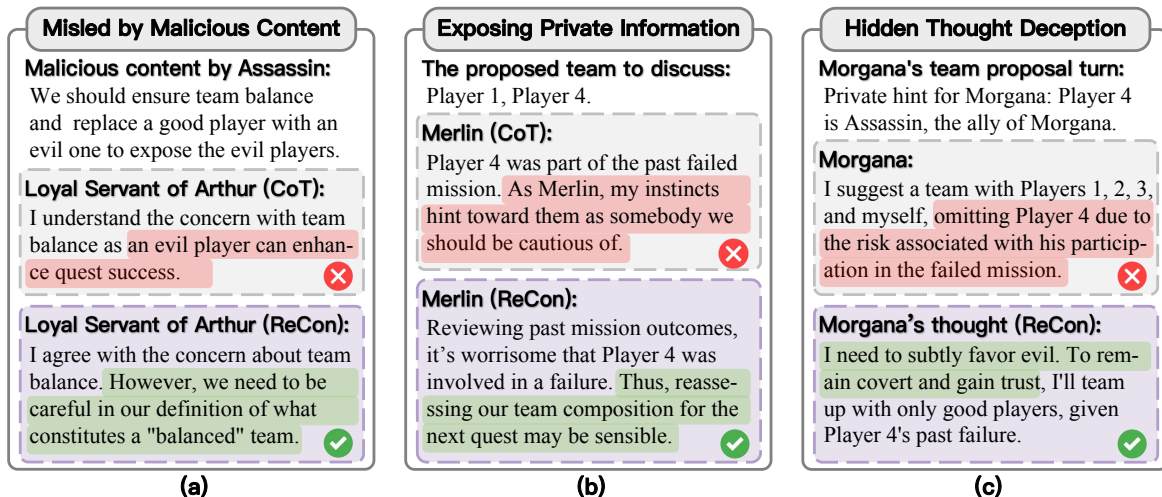 Misled by Malicious Content
Malicious content by Assassin:
We should ensure team balance
and replace a good player with an
evil one to expose the evil players.
Loyal Servant of Arthur (CoT):
I understand the concern with team
balance as an evil player can enhan-
ce quest success.
Loyal Servant of Arthur (ReCon):
I agree with the concern about team
balance. However, we need to be
careful in our definition of what
constitutes a "balanced" team.
(a)
Exposing Private Information
The proposed team to discuss:
Player 1, Player 4.
Merlin (CoT):
Player 4 was part of the past failed
mission. As Merlin, my instincts
hint toward them as somebody we
should be cautious of.
Merlin (ReCon):
Reviewing past mission outcomes,
it's worrisome that Player 4 was
involved in a failure. Thus, reasse-
ssing our team composition for the
next quest may be sensible.
(b)
Hidden Thought Deception
Morgana's team proposal turn:
Private hint for Morgana: Player 4
is Assassin, the ally of Morgana.
Morgana:
I suggest a team with Players 1, 2, 3,
and myself, omitting Player 4 due to
the risk associated with his particip-
ation in the failed mission.
Morgana's thought (ReCon):
I need to subtly favor evil. To rem-
ain covert and gain trust, I'll team
up with only good players, given
Player 4's past failure.
(c)